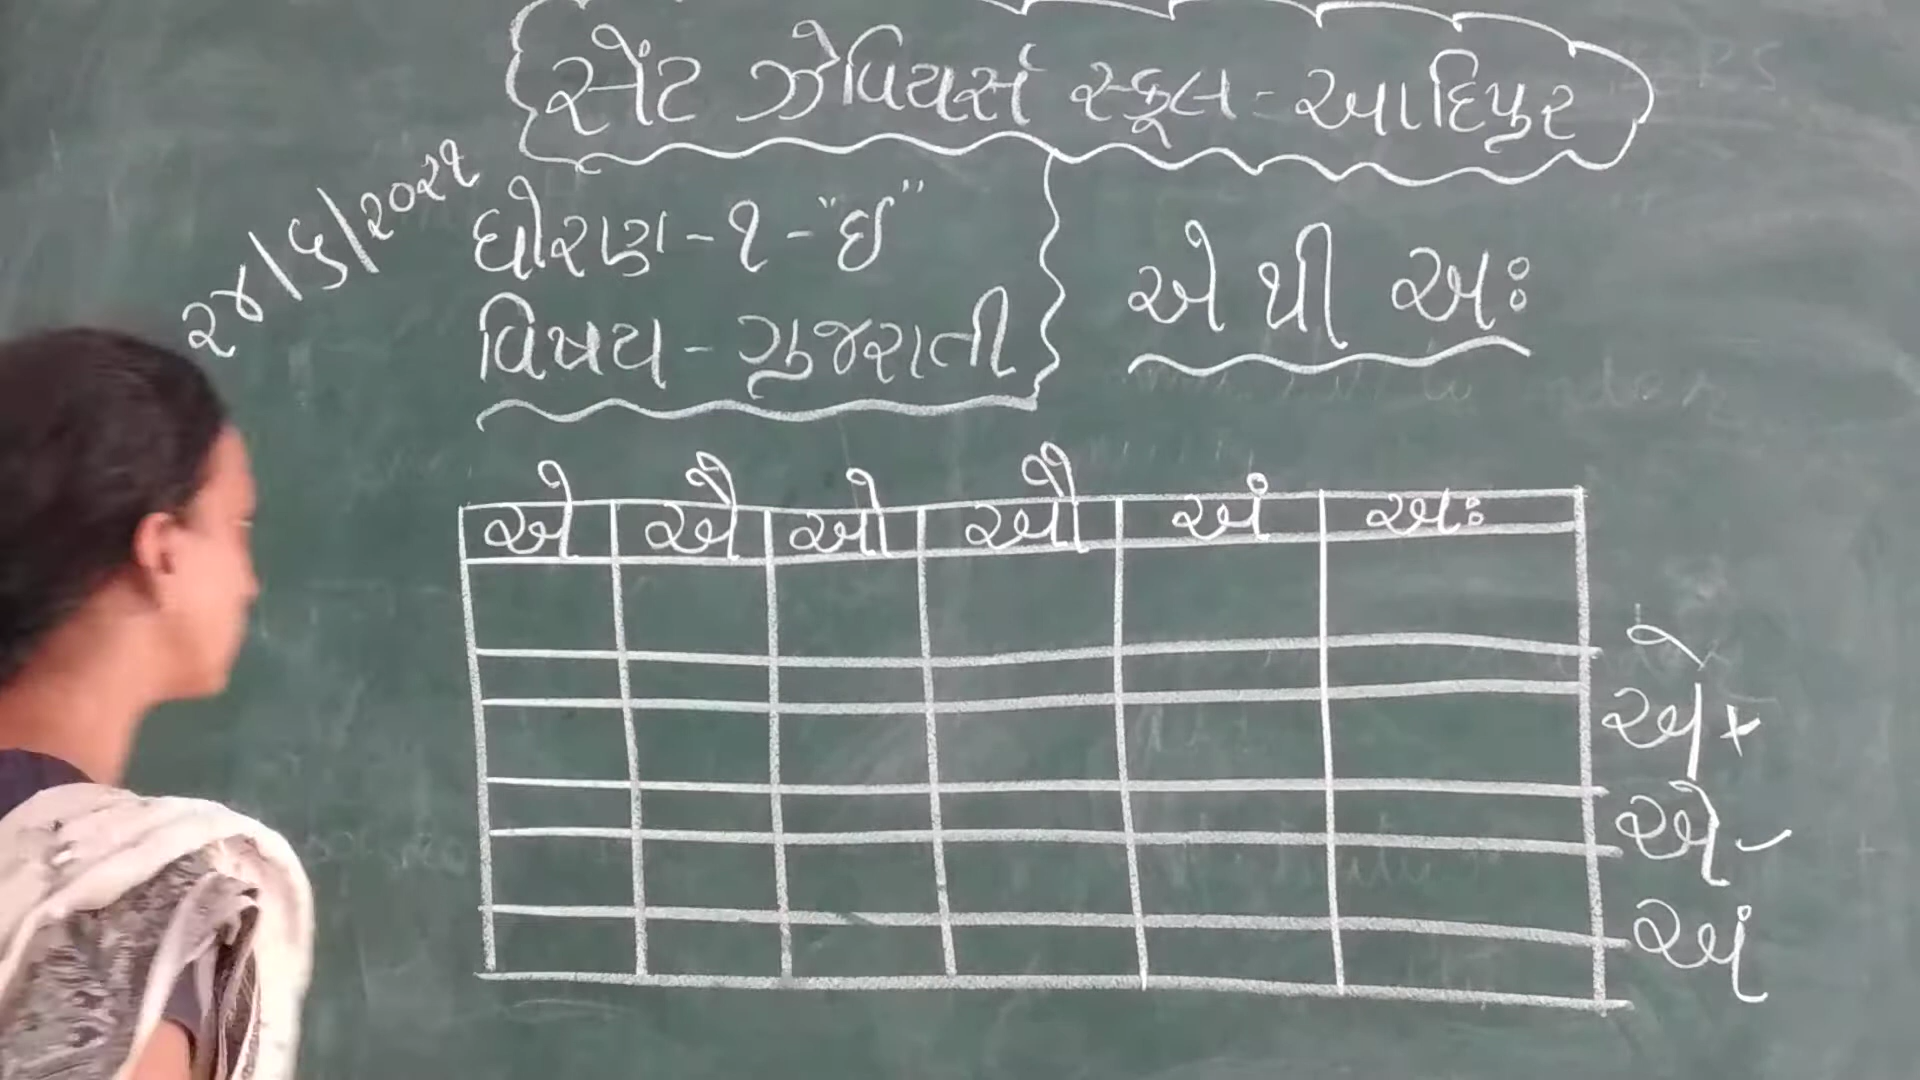 સેંટ ઝેવિયર્સ સ્કૂલ - આદિપુર
૨૪/૬/૨૦૨૧
ધોરણ - ૧ - "ઇ"
વિષય - ગુજરાતી
એ થી અઃ
એ ઐ ઓ ઔ અં અઃ
અ +
એ -
અં